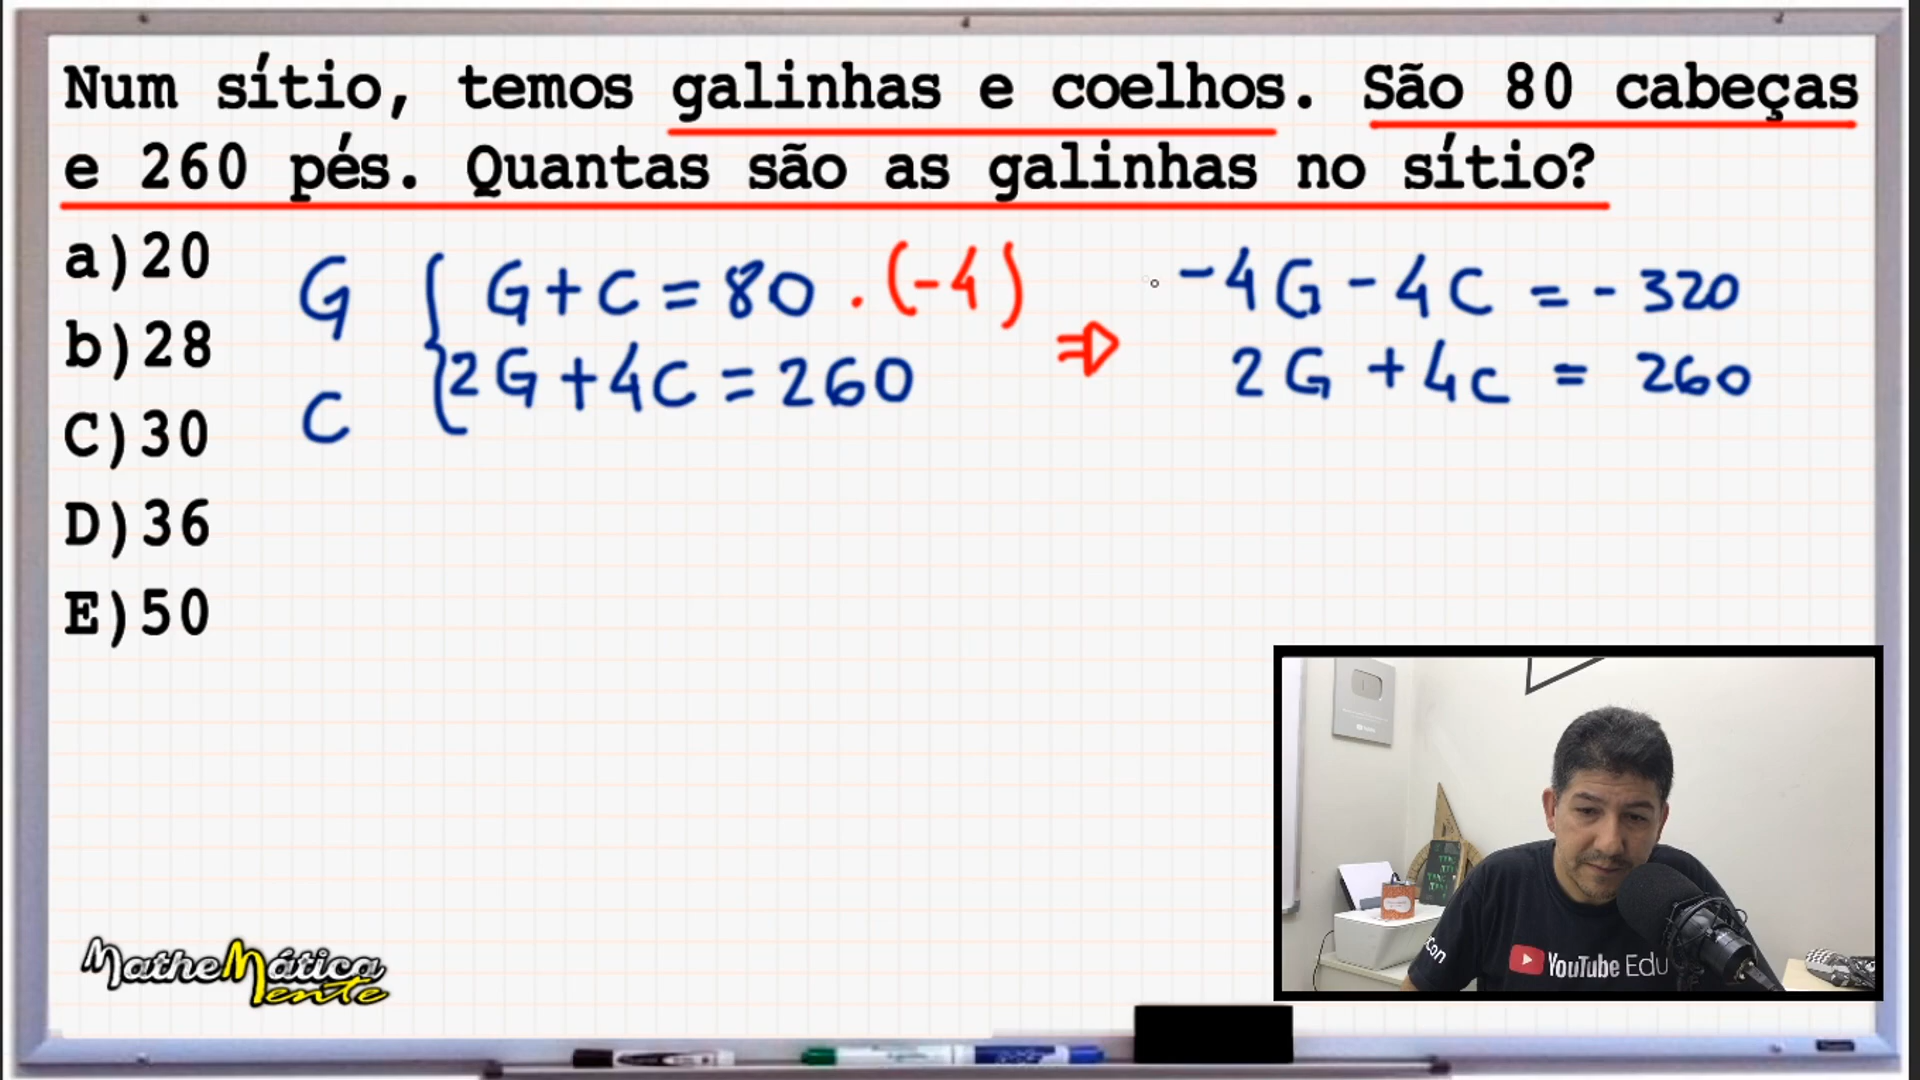 Num sítio, temos galinhas e coelhos. São 80 cabeças
e 260 pés. Quantas são as galinhas no sítio?
a)20
b)28
C)30
D)36
E)50
G
C
G+C=80 .(-4)
2G+4C=260
⇒
-4G-4C=-320
2G+4C=260
MatheMática
Mente
YouTube Edu
Con